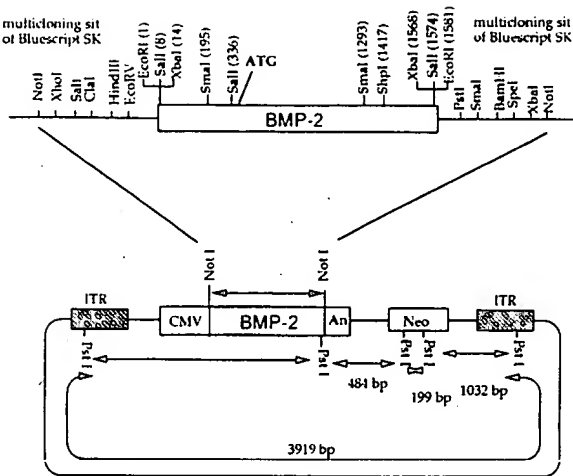 multicloning sit
of Bluescript SK
multicloning sit
of Bluescript SK
NotI
XhoI
SalI
ClaI
HindIII
EcoRV
EcoRI (1)
SalI (6)
XbaI (14)
SmaI (195)
SalI (336)
ATG
SmaI (1293)
ShpI (1417)
XbaI (1568)
SalI (1574)
EcoRI (1581)
PstI
SmaI
BamHI
SpeI
XbaI
NotI
BMP-2
Not I
Not I
ITR
CMV
BMP-2
An
Neo
ITR
Pst I
Pst I
Pst I
Pst I
Pst I
484 bp
199 bp
1032 bp
3919 bp